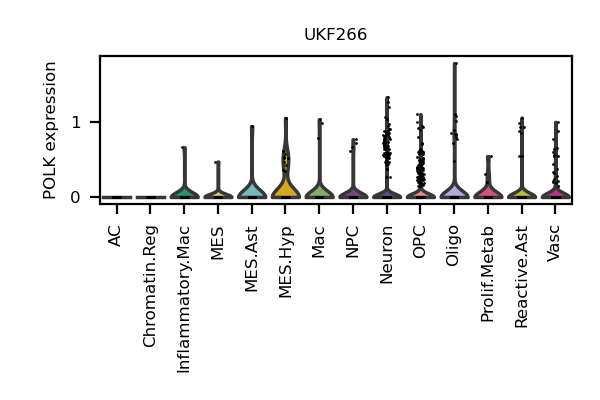 UKF266
POLK expression
1
0
AC
Chromatin.Reg
Inflammatory.Mac
MES
MES.Ast
MES.Hyp
Mac
NPC
Neuron
OPC
Oligo
Prolif.Metab
Reactive.Ast
Vasc